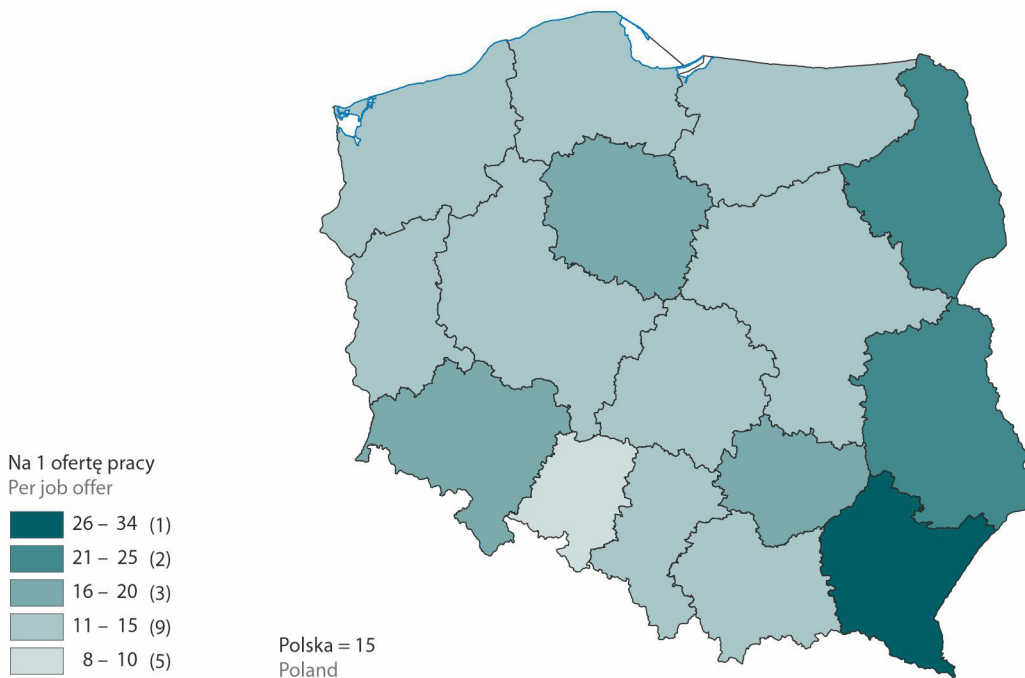 Na 1 ofertę pracy
Per job offer
26 – 34 (1)
21 – 25 (2)
16 – 20 (3)
11 – 15 (9)
8 – 10 (5)
Polska = 15
Poland